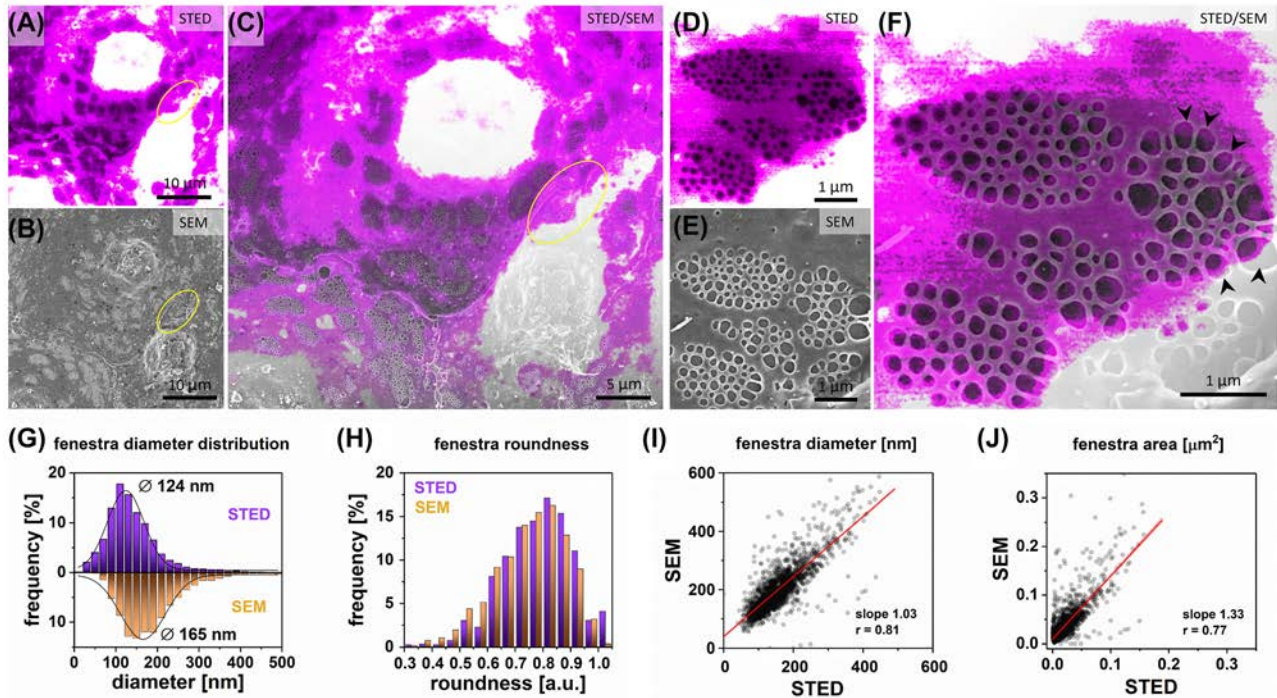 (A)
STED
10 μm
(B)
SEM
10 μm
(C)
STED/SEM
5 μm
(D)
STED
1 μm
(E)
SEM
1 μm
(F)
STED/SEM
1 μm
(G)
fenestra diameter distribution
20
10
0
10
frequency [%]
Ø 124 nm
STED
SEM
Ø 165 nm
0 100 200 300 400 500
diameter [nm]
(H)
fenestra roundness
20
15
10
5
0
frequency [%]
STED
SEM
0.3 0.4 0.5 0.6 0.7 0.8 0.9 1.0
roundness [a.u.]
(I)
fenestra diameter [nm]
600
400
200
0
SEM
slope 1.03
r = 0.81
0 200 400 600
STED
(J)
fenestra area [μm²]
0.3
0.2
0.1
0.0
SEM
slope 1.33
r = 0.77
0.0 0.1 0.2 0.3
STED